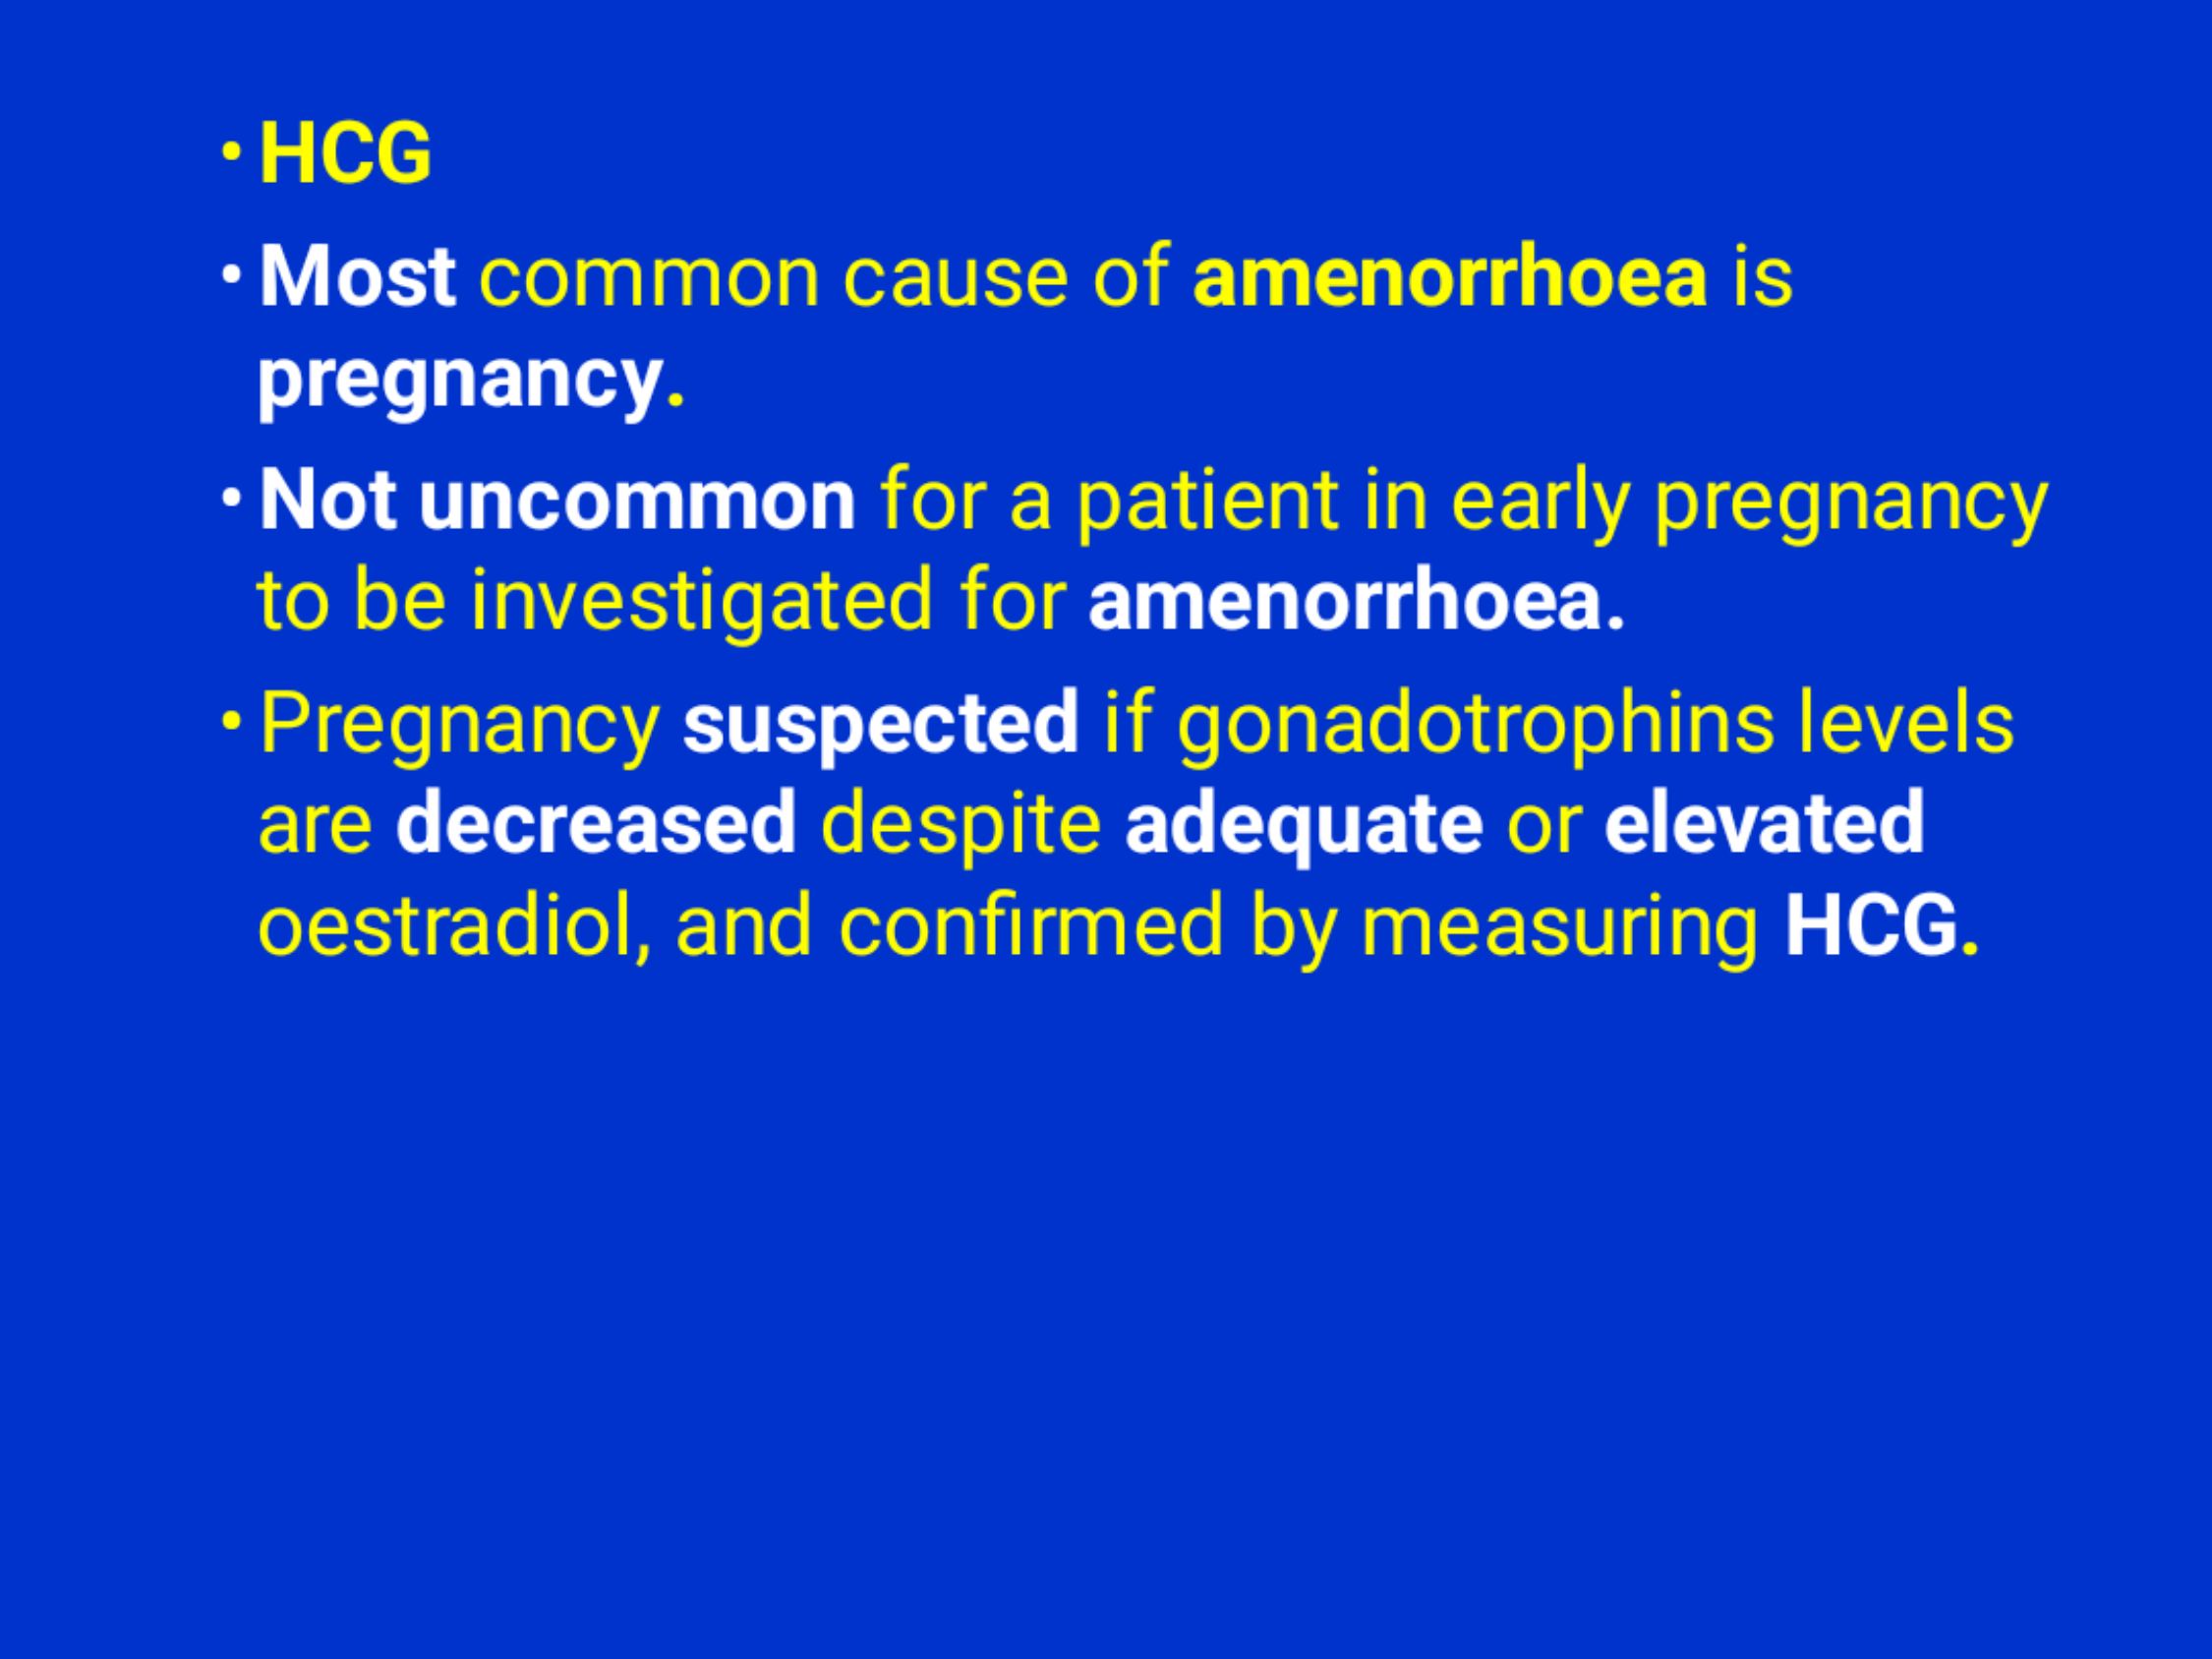 • HCG
• Most common cause of amenorrhoea is
pregnancy.
• Not uncommon for a patient in early pregnancy
to be investigated for amenorrhoea.
• Pregnancy suspected if gonadotrophins levels
are decreased despite adequate or elevated
oestradiol, and confirmed by measuring HCG.